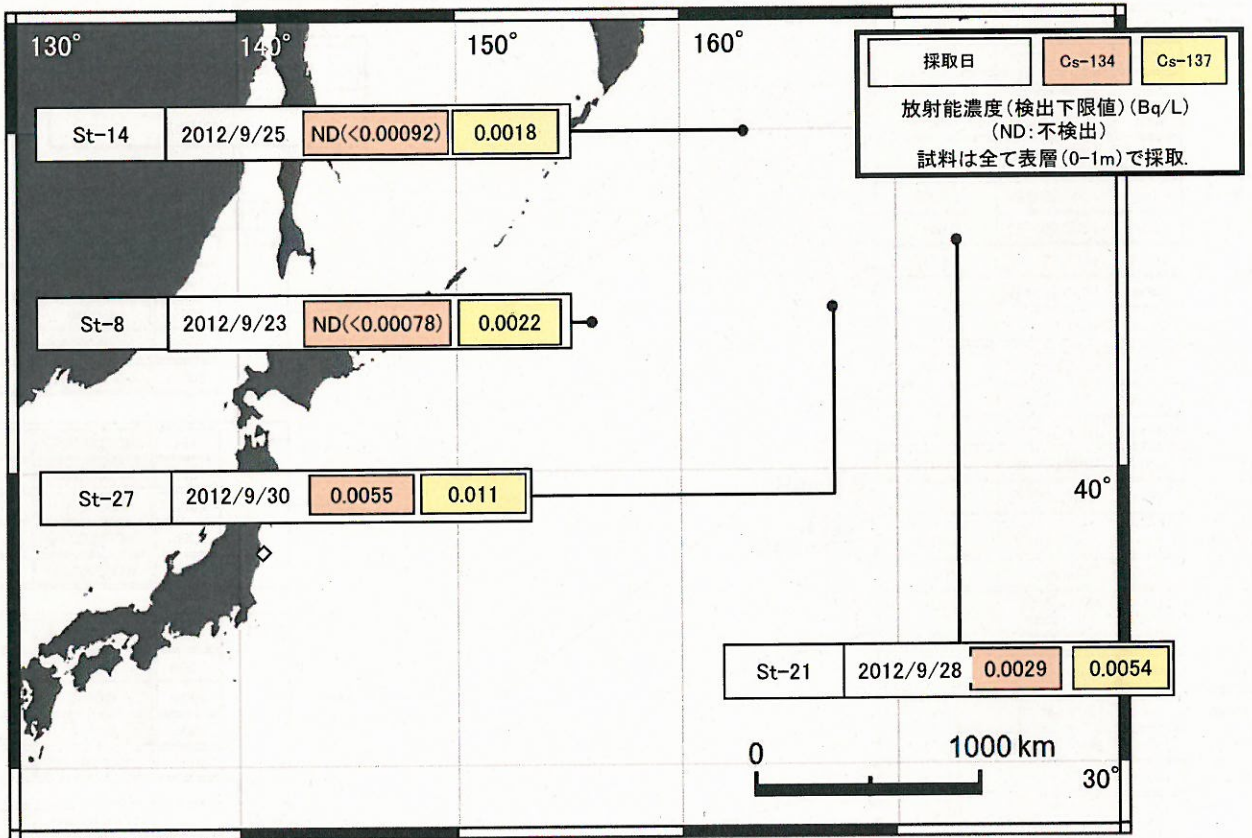 130° 140° 150° 160°
採取日 Cs-134 Cs-137
放射能濃度(検出下限値)(Bq/L)
(ND:不検出)
試料は全て表層(0-1m)で採取.
St-14 2012/9/25 ND(<0.00092) 0.0018
St-8 2012/9/23 ND(<0.00078) 0.0022
St-27 2012/9/30 0.0055 0.011
40°
St-21 2012/9/28 0.0029 0.0054
0 1000 km
30°